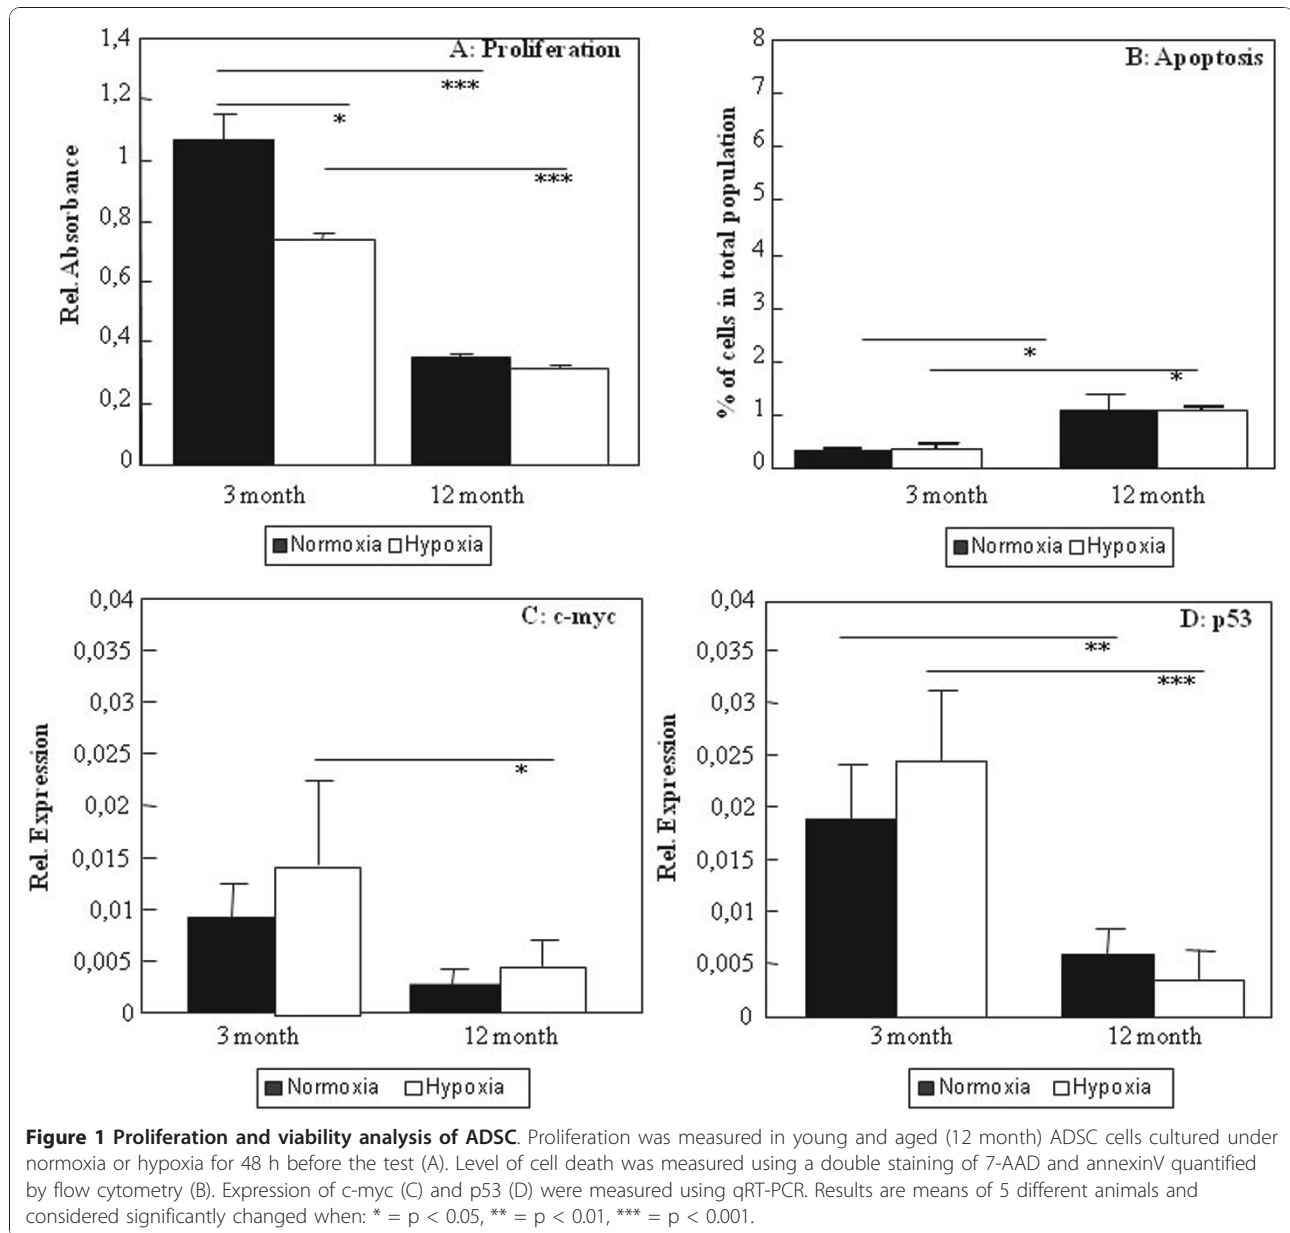 A: Proliferation
1,4
1,2
1
0,8
0,6
0,4
0,2
0
Rel. Absorbance
***
*
***
3 month
12 month
Normoxia Hypoxia
B: Apoptosis
8
7
6
5
4
3
2
1
0
% of cells in total population
*
*
3 month
12 month
Normoxia Hypoxia
C: c-myc
0,04
0,035
0,03
0,025
0,02
0,015
0,01
0,005
0
Rel. Expression
*
3 month
12 month
Normoxia Hypoxia
D: p53
0,04
0,035
0,03
0,025
0,02
0,015
0,01
0,005
0
Rel. Expression
**
***
3 month
12 month
Normoxia Hypoxia
Figure 1 Proliferation and viability analysis of ADSC. Proliferation was measured in young and aged (12 month) ADSC cells cultured under
normoxia or hypoxia for 48 h before the test (A). Level of cell death was measured using a double staining of 7-AAD and annexinV quantified
by flow cytometry (B). Expression of c-myc (C) and p53 (D) were measured using qRT-PCR. Results are means of 5 different animals and
considered significantly changed when: * = p < 0.05, ** = p < 0.01, *** = p < 0.001.